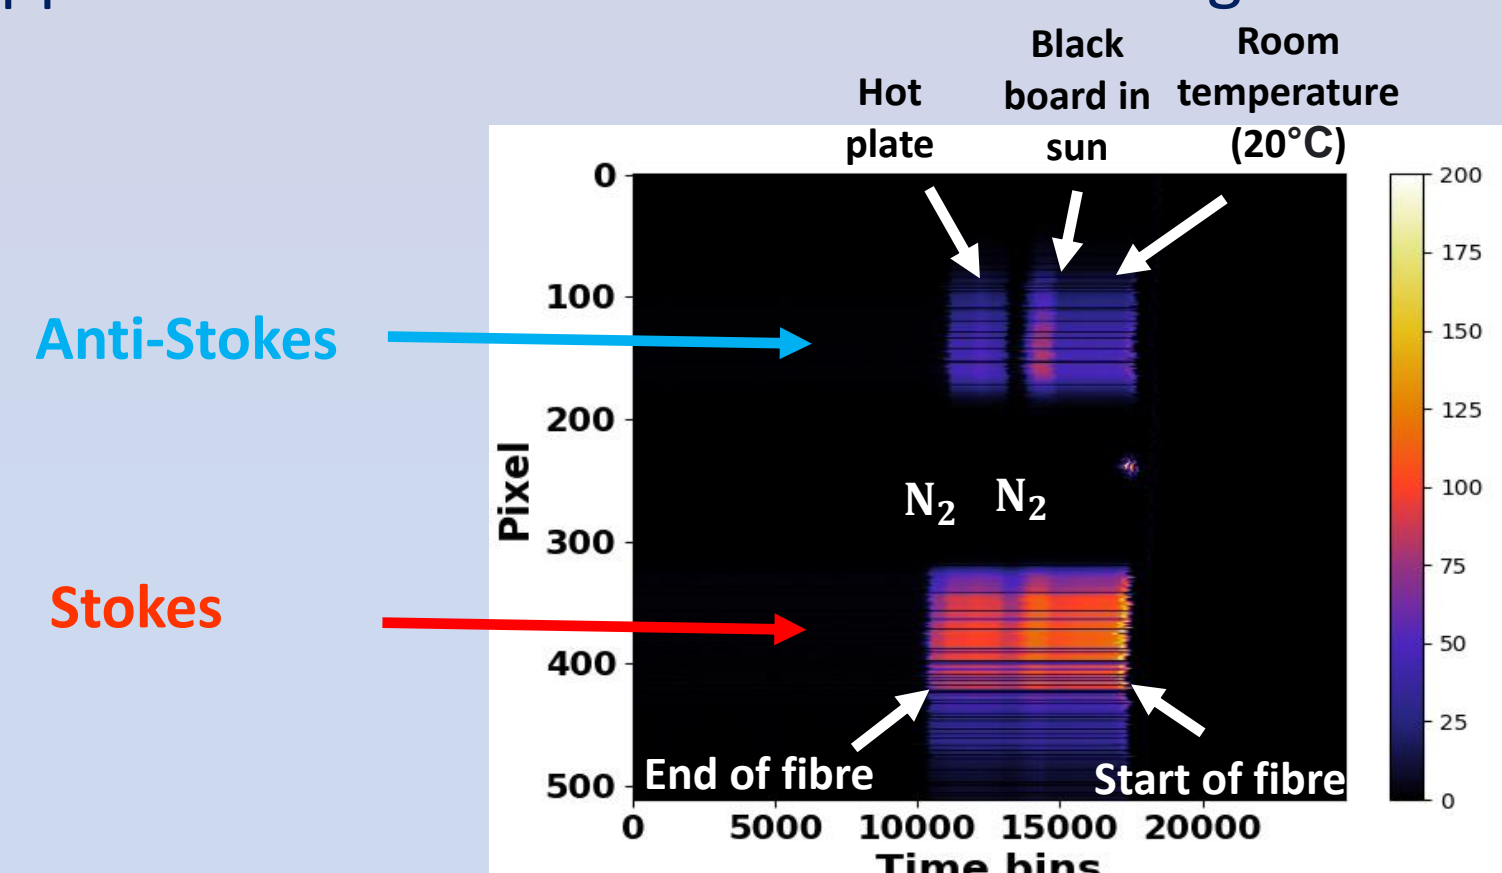 Black
board in
sun
Room
temperature
(20°C)
Hot
plate
Anti-Stokes
Stokes
Pixel
0
100
200
300
400
500
N₂
N₂
End of fibre
Start of fibre
0
5000
10000
15000
20000
Time bins
200
175
150
125
100
75
50
25
0